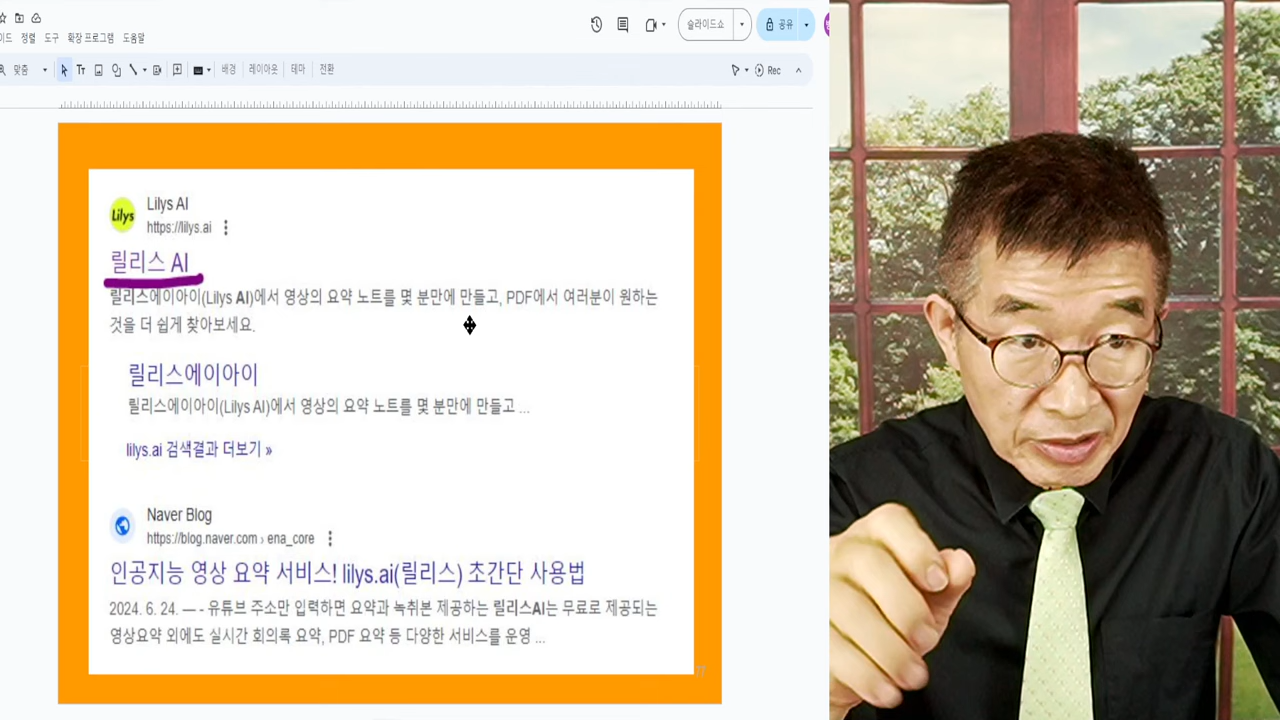 이드 정렬 도구 확장 프로그램 도움말
슬라이드쇼
공유
맞춤
배경
레이아웃
테마
전환
Rec
Lilys
Lilys AI
https://lilys.ai
릴리스 AI
릴리스에이아이(Lilys AI)에서 영상의 요약 노트를 몇 분만에 만들고, PDF에서 여러분이 원하는
것을 더 쉽게 찾아보세요.
릴리스에이아이
릴리스에이아이(Lilys AI)에서 영상의 요약 노트를 몇 분만에 만들고 ...
lilys.ai 검색결과 더보기 »
Naver Blog
https://blog.naver.com › ena_core
인공지능 영상 요약 서비스! lilys.ai(릴리스) 초간단 사용법
2024. 6. 24. — - 유튜브 주소만 입력하면 요약과 녹취본 제공하는 릴리스AI는 무료로 제공되는
영상요약 외에도 실시간 회의록 요약, PDF 요약 등 다양한 서비스를 운영 ...